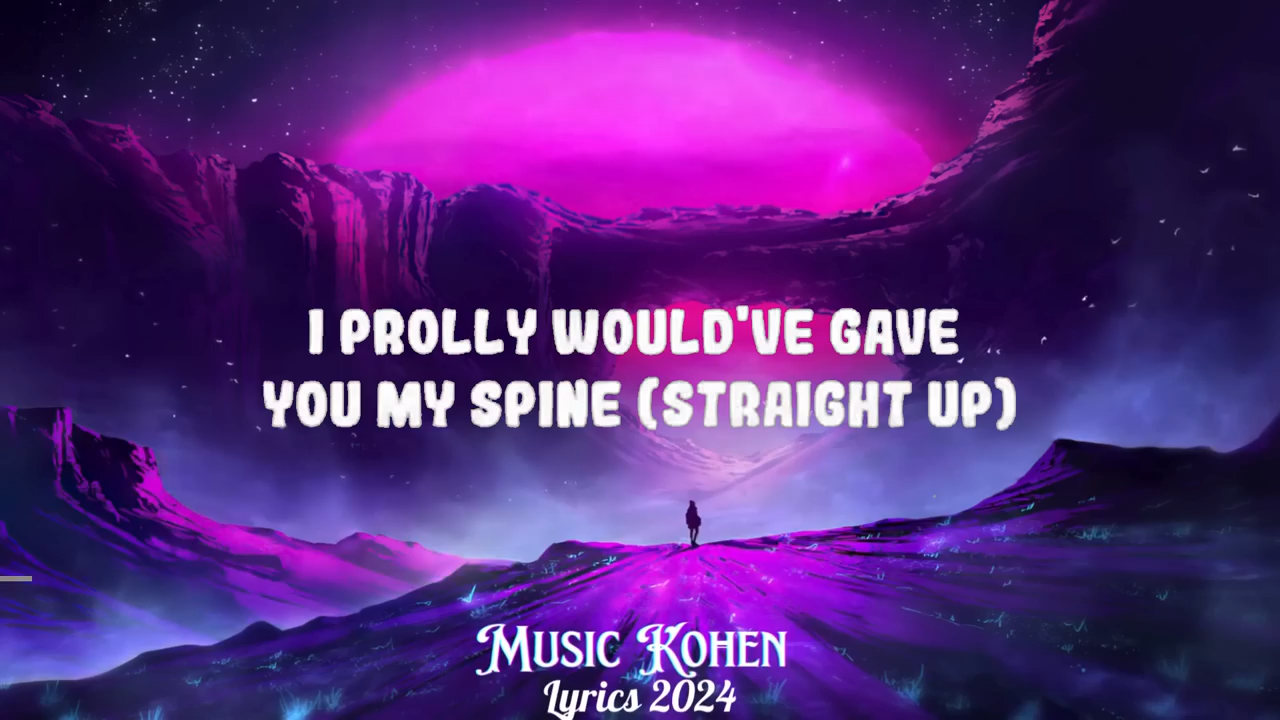 I PROLLY WOULD'VE GAVE
YOU MY SPINE (STRAIGHT UP)
MUSIC KOHEN
Lyrics 2024